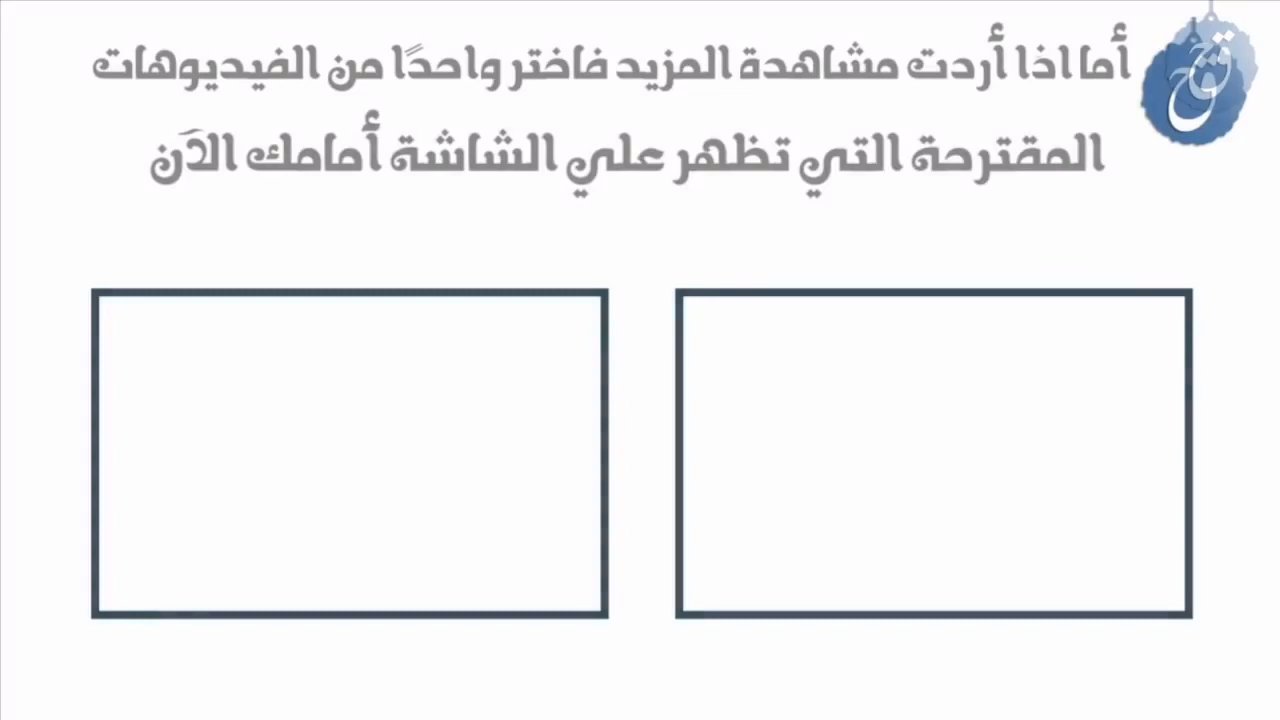 أما اذا أردت مشاهدة المزيد فاختر واحدًا من الفيديوهات
المقترحة التي تظهر علي الشاشة أمامك الآن